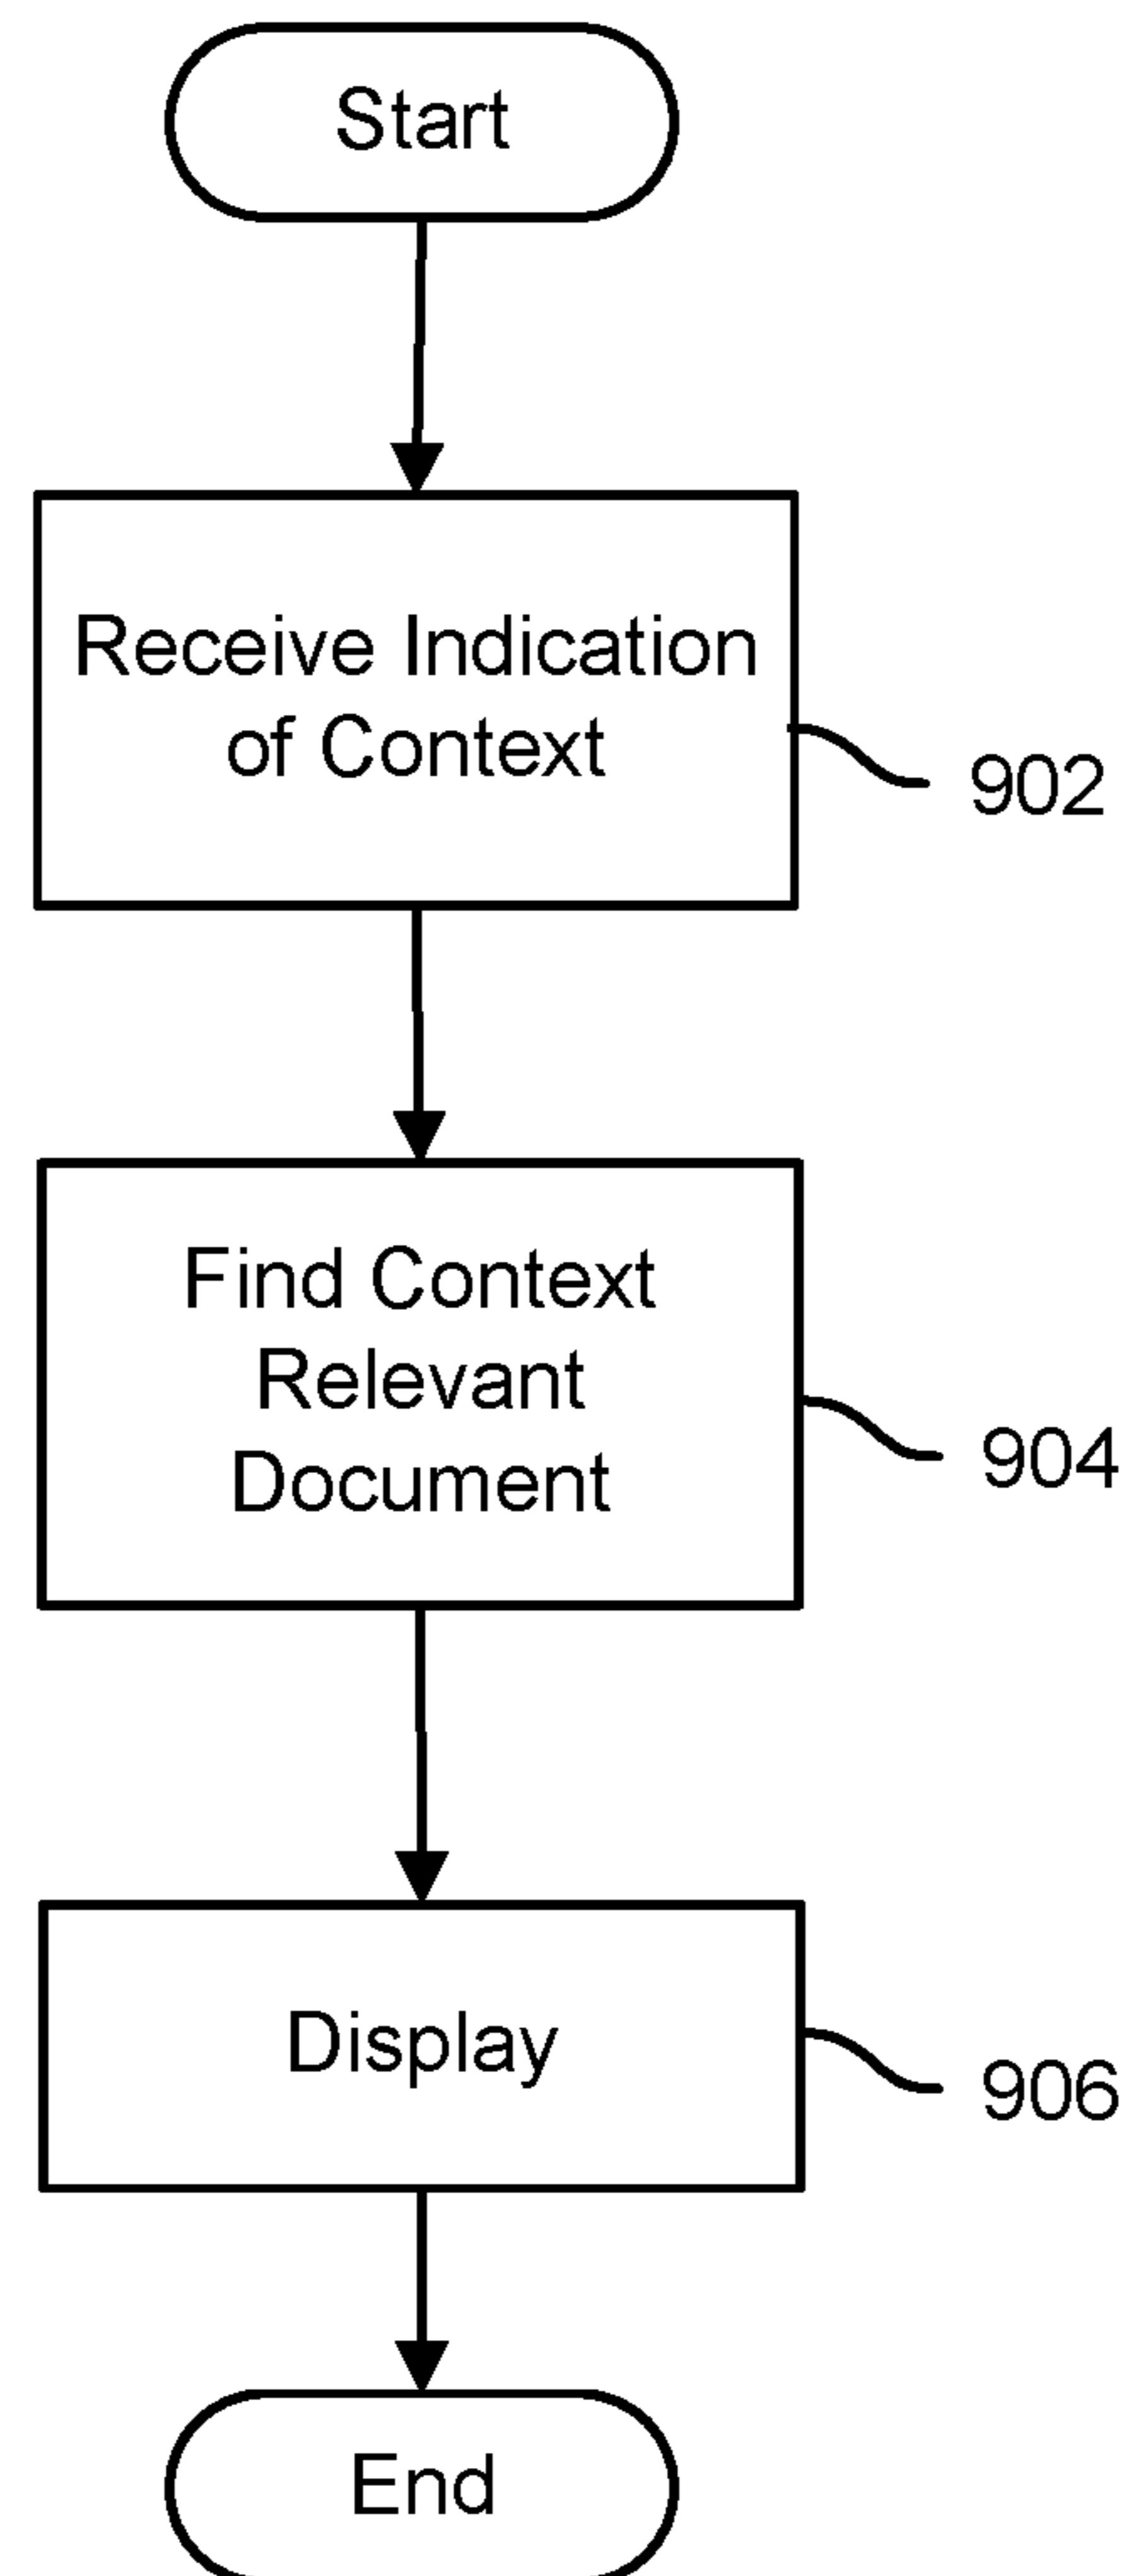 Start
Receive Indication
of Context
902
Find Context
Relevant
Document
904
Display
906
End